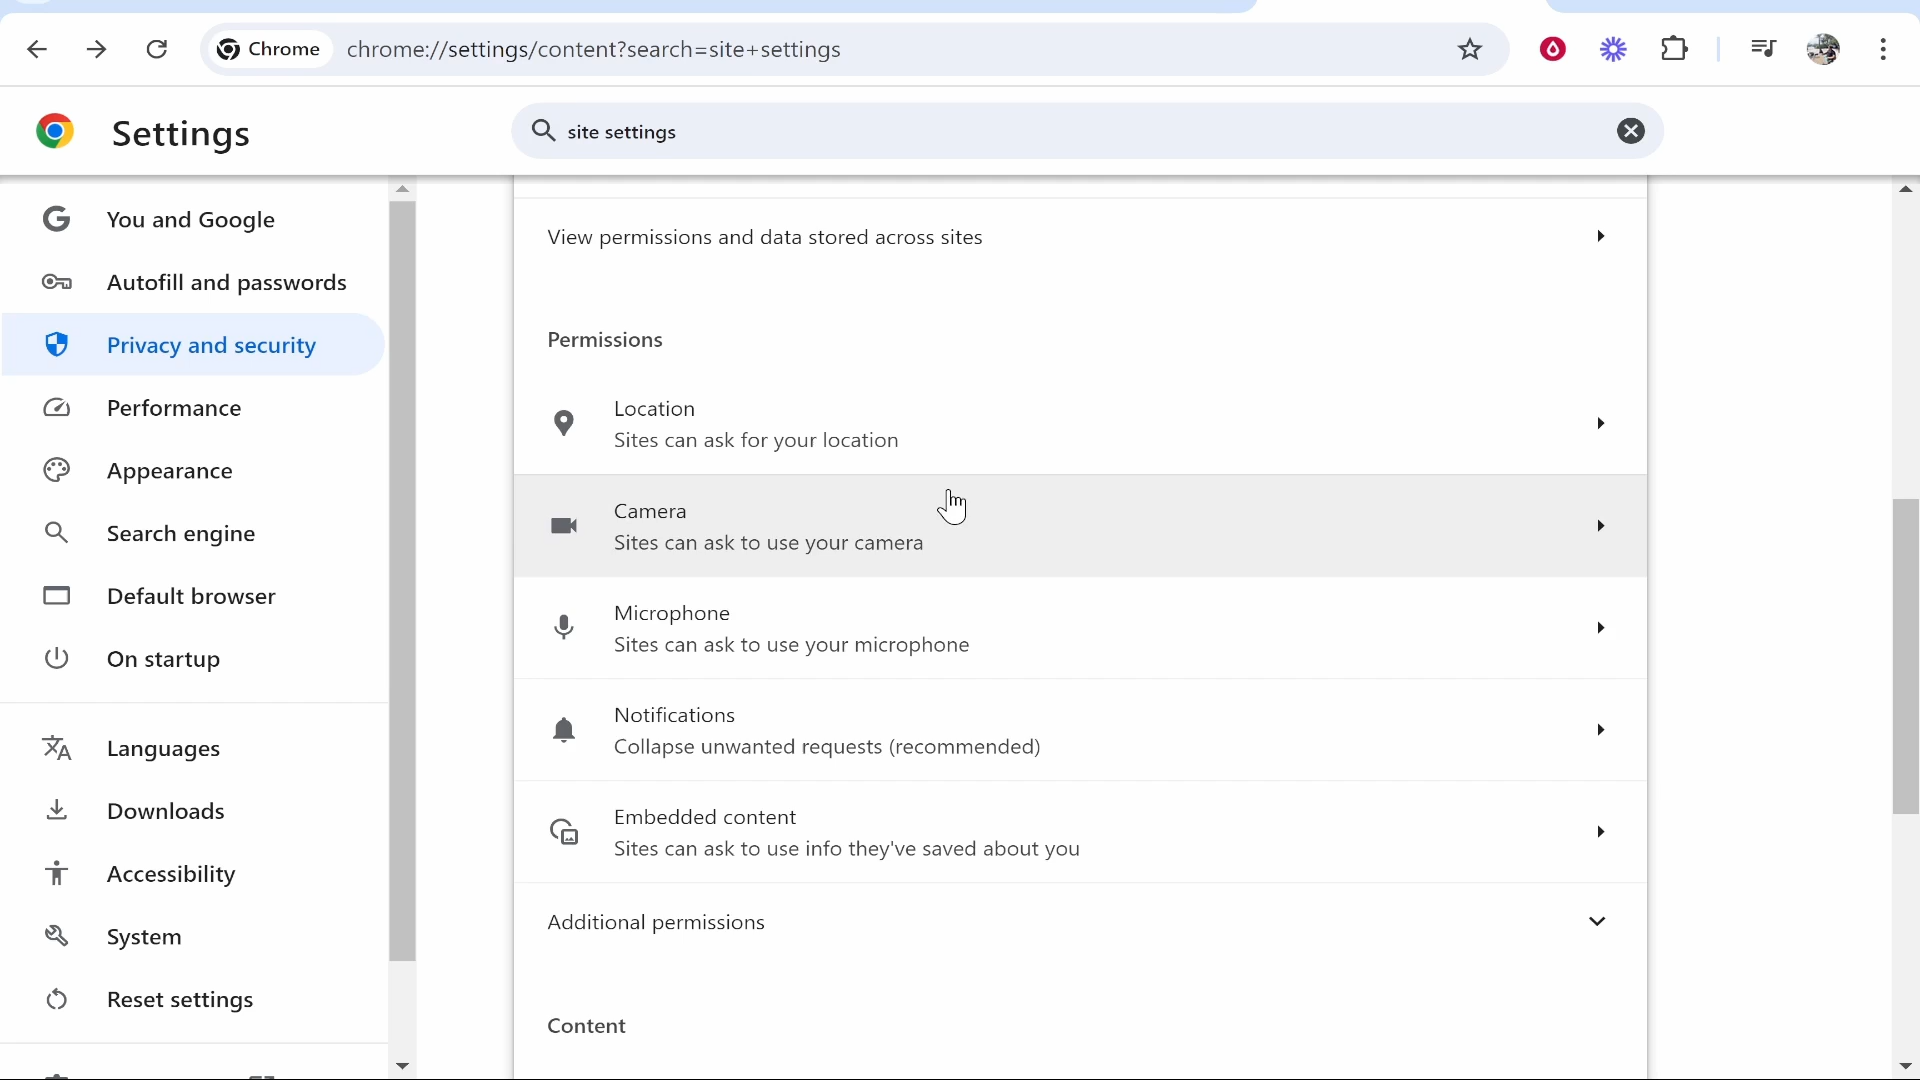 Chrome
chrome://settings/content?search=site+settings
Settings
site settings
You and Google
Autofill and passwords
Privacy and security
Performance
Appearance
Search engine
Default browser
On startup
Languages
Downloads
Accessibility
System
Reset settings
View permissions and data stored across sites
Permissions
Location
Sites can ask for your location
Camera
Sites can ask to use your camera
Microphone
Sites can ask to use your microphone
Notifications
Collapse unwanted requests (recommended)
Embedded content
Sites can ask to use info they've saved about you
Additional permissions
Content